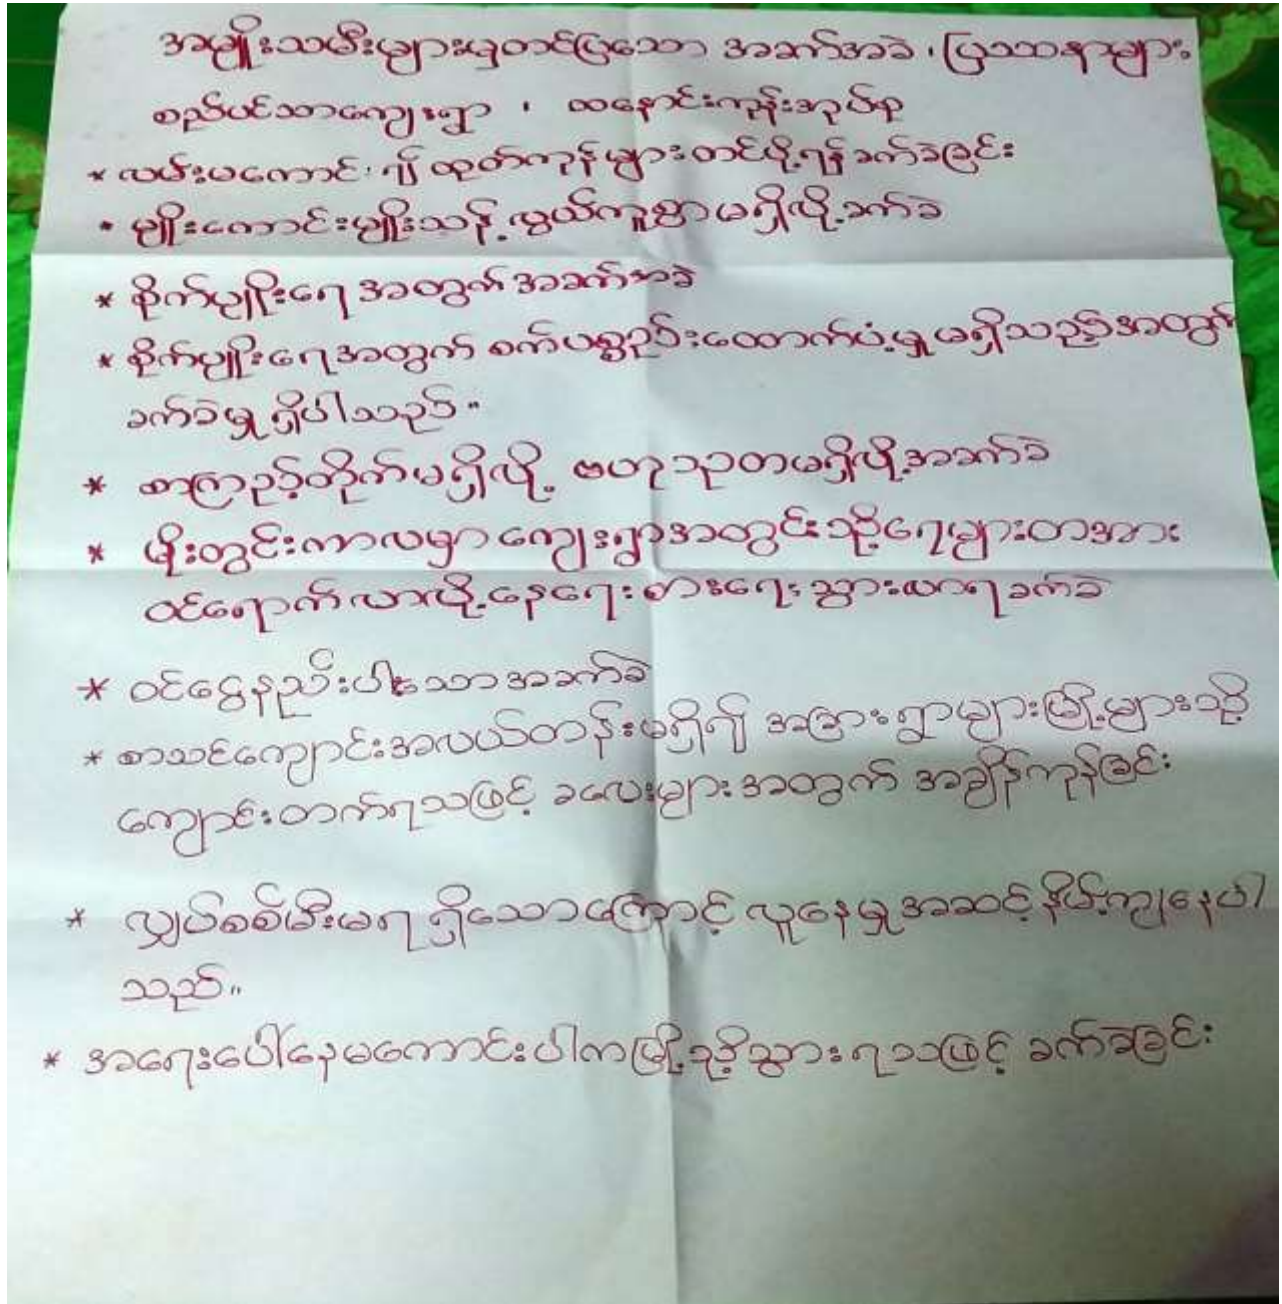 အမျိုးသမီးများမှတင်ပြသော အခက်အခဲ ၊ ပြဿနာများ
စည်ပင်သာကျေးရွာ ၊ ထနောင်းကုန်းအုပ်စု
* လမ်းမကောင်း၍ ထုတ်ကုန်များတင်ပို့ရန် ခက်ခဲခြင်း
* မျိုးကောင်းမျိုးသန့် လွယ်ကူစွာမရှိလို့ ခက်ခဲ
* စိုက်ပျိုးရေအတွက် အခက်အခဲ
* စိုက်ပျိုးရေအတွက် စက်ပစ္စည်းထောက်ပံ့မှုမရှိသည့်အတွက်
ခက်ခဲမှု ရှိပါသည်။
* စာကြည့်တိုက်မရှိလို့ ဗဟုသုတမရှိလို့အခက်ခဲ
* မိုးတွင်းကာလမှာ ကျေးရွာအတွင်းသို့ရေများတအား
ဝင်ရောက်လာလို့ နေရေးစားရေး သွားလာရခက်ခဲ
* ဝင်ငွေနည်းပါးသောအခက်ခဲ
* စာသင်ကျောင်းအလယ်တန်းမရှိ၍ အခြားရွာများမြို့များသို့
ကျောင်းတက်ရသဖြင့် ခလေးများအတွက် အချိန်ကုန်ခြင်း
* လျှပ်စစ်မီးမရရှိသောကြောင့် လူနေမှုအဆင့်နိမ့်ကျနေပါ
သည်။
* အရေးပေါ်နေမကောင်းပါကမြို့သို့သွားရသဖြင့် ခက်ခဲခြင်း